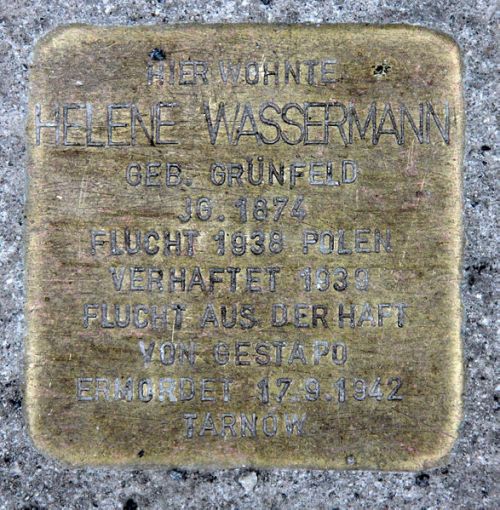 HIER WOHNTE
HELENE WASSERMANN
GEB. GRÜNFELD
JG. 1874
FLUCHT 1938 POLEN
VERHAFTET 1939
FLUCHT AUS DER HAFT
VON GESTAPO
ERMORDET 17.9.1942
TARNOW